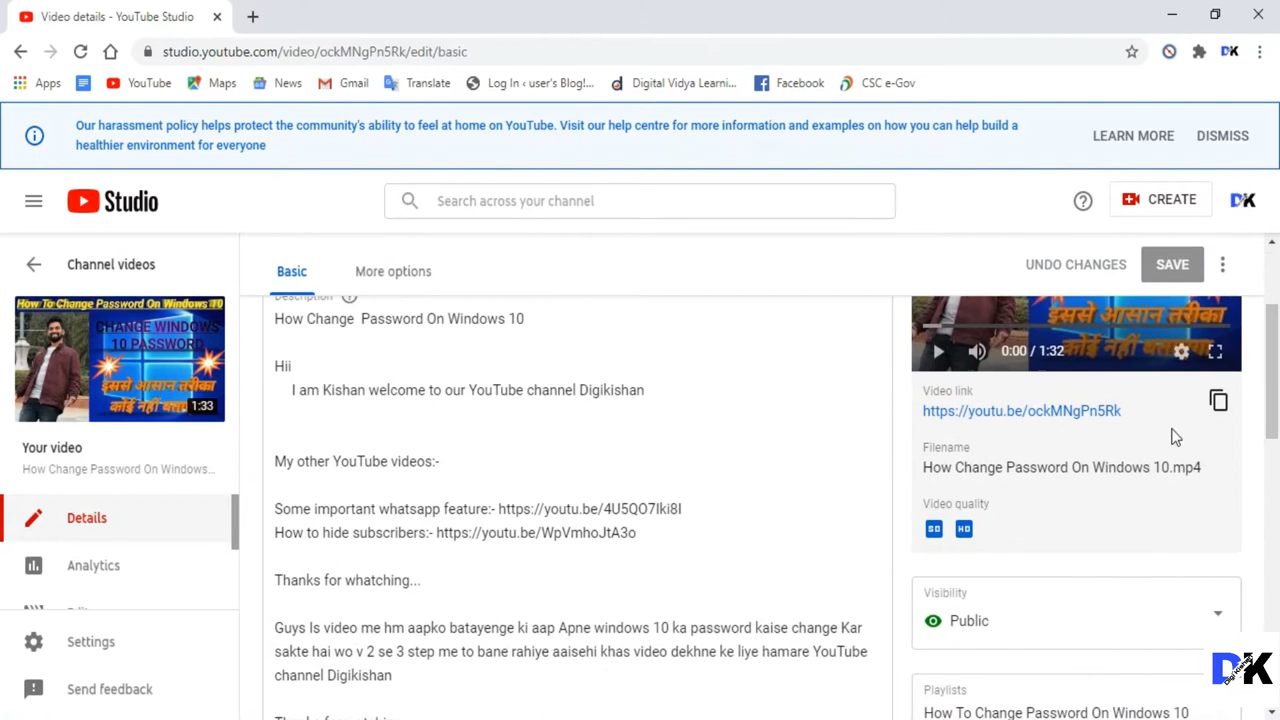 Video details - YouTube Studio
studio.youtube.com/video/ockMNgPn5Rk/edit/basic
DK
Apps
YouTube
Maps
News
Gmail
Translate
Log In ‹ user's Blog!...
Digital Vidya Learni...
Facebook
CSC e-Gov
Our harassment policy helps protect the community's ability to feel at home on YouTube. Visit our help centre for more information and examples on how you can help build a
healthier environment for everyone
LEARN MORE
DISMISS
Studio
Search across your channel
CREATE
DK
Channel videos
Basic
More options
UNDO CHANGES
SAVE
How To Change Password On Windows 10
CHANGE WINDOWS
10 PASSWORD
इससे आसान तरीका
कोई नहीं बताएगा
1:33
Your video
How Change Password On Windows...
Details
Analytics
Settings
Send feedback
Description
How Change  Password On Windows 10
Hii
I am Kishan welcome to our YouTube channel Digikishan
My other YouTube videos:-
Some important whatsapp feature:- https://youtu.be/4U5QO7Iki8I
How to hide subscribers:- https://youtu.be/WpVmhoJtA3o
Thanks for whatching...
Guys Is video me hm aapko batayenge ki aap Apne windows 10 ka password kaise change Kar
sakte hai wo v 2 se 3 step me to bane rahiye aaisehi khas video dekhne ke liye hamare YouTube
channel Digikishan
इससे आसान तरीका
कोई नहीं बताएगा
0:00 / 1:32
Video link
https://youtu.be/ockMNgPn5Rk
Filename
How Change Password On Windows 10.mp4
Video quality
SD
HD
Visibility
Public
Playlists
How To Change Password On Windows 10
DK